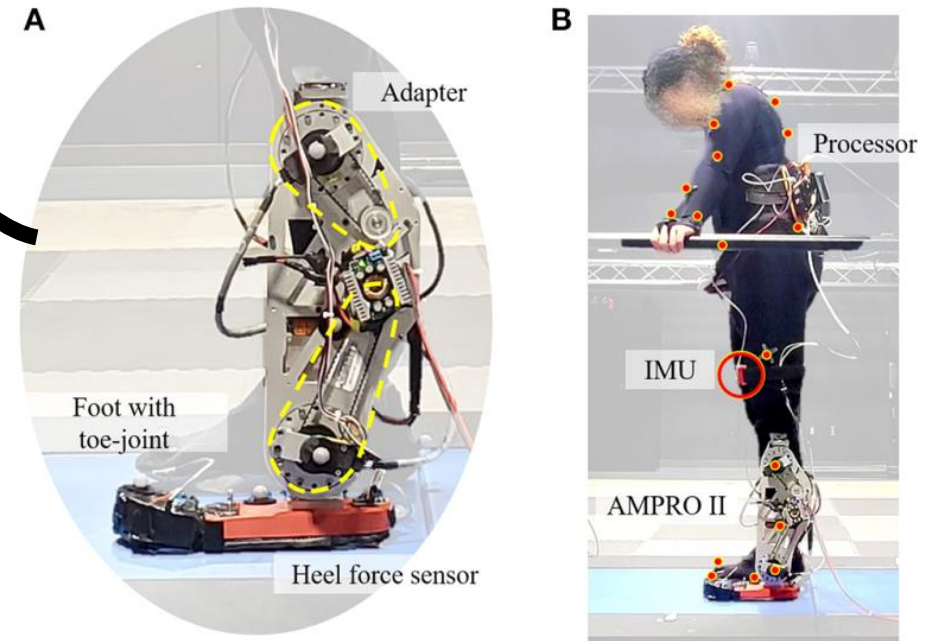 A
Adapter
Foot with
toe-joint
Heel force sensor
B
Processor
IMU
AMPRO II